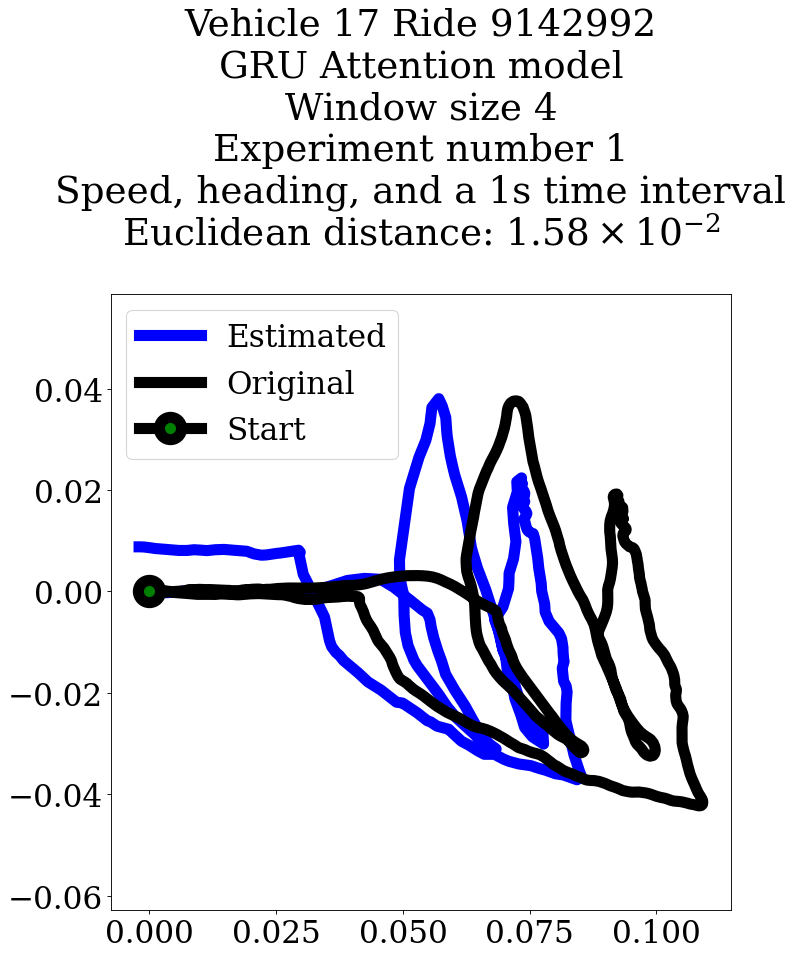 Vehicle 17 Ride 9142992
GRU Attention model
Window size 4
Experiment number 1
Speed, heading, and a 1s time interval
Euclidean distance: 1.58 × 10⁻²
Estimated
Original
Start
0.04
0.02
0.00
−0.02
−0.04
−0.06
0.000 0.025 0.050 0.075 0.100